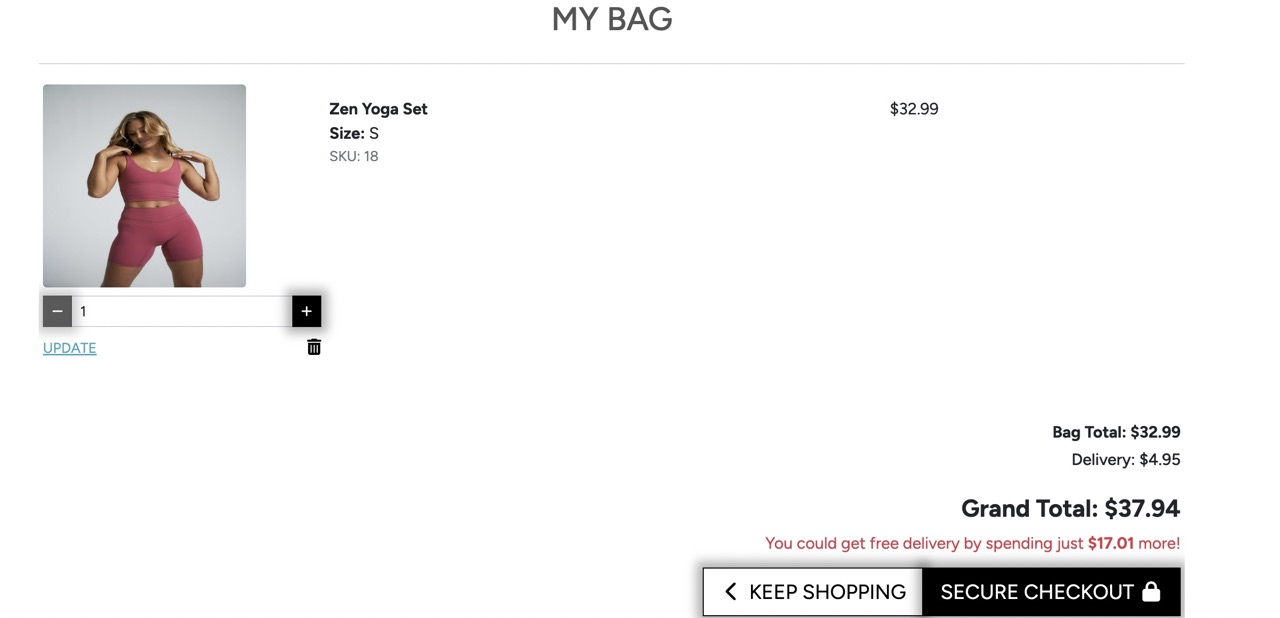 MY BAG
Zen Yoga Set
$32.99
Size: S
SKU: 18
− 1 +
UPDATE
Bag Total: $32.99
Delivery: $4.95
Grand Total: $37.94
You could get free delivery by spending just $17.01 more!
KEEP SHOPPING
SECURE CHECKOUT